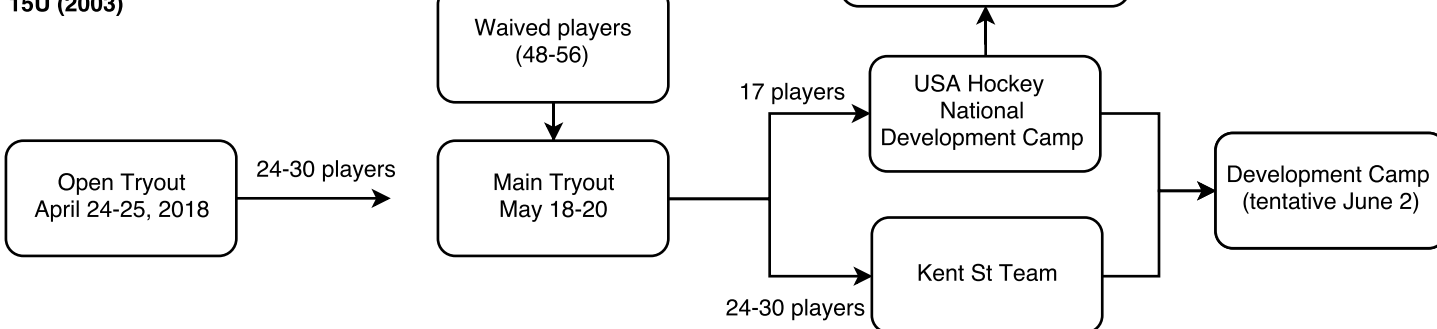 15U (2003)
Waived players
(48-56)
17 players
USA Hockey
National
Development Camp
24-30 players
Open Tryout
April 24-25, 2018
Main Tryout
May 18-20
Development Camp
(tentative June 2)
Kent St Team
24-30 players